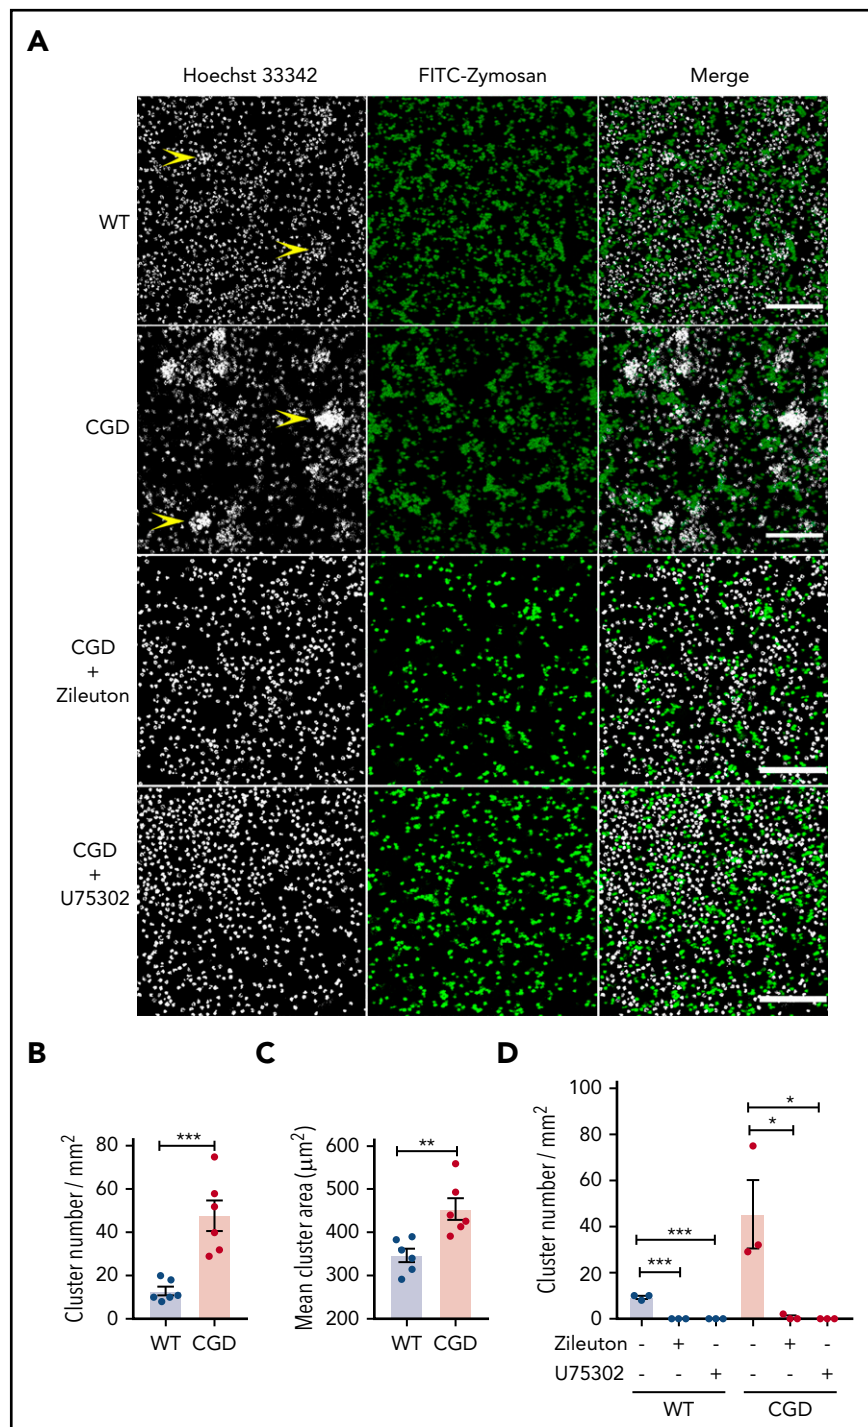 A
Hoechst 33342 FITC-Zymosan Merge
WT
CGD
CGD
+
Zileuton
CGD
+
U75302
B
Cluster number / mm²
80
60
40
20
0
***
WT CGD
C
Mean cluster area (μm²)
600
500
400
300
200
**
WT CGD
D
Cluster number / mm²
100
80
60
40
20
0
***
***
*
*
Zileuton - + - - + -
U75302 - - + - - +
WT CGD